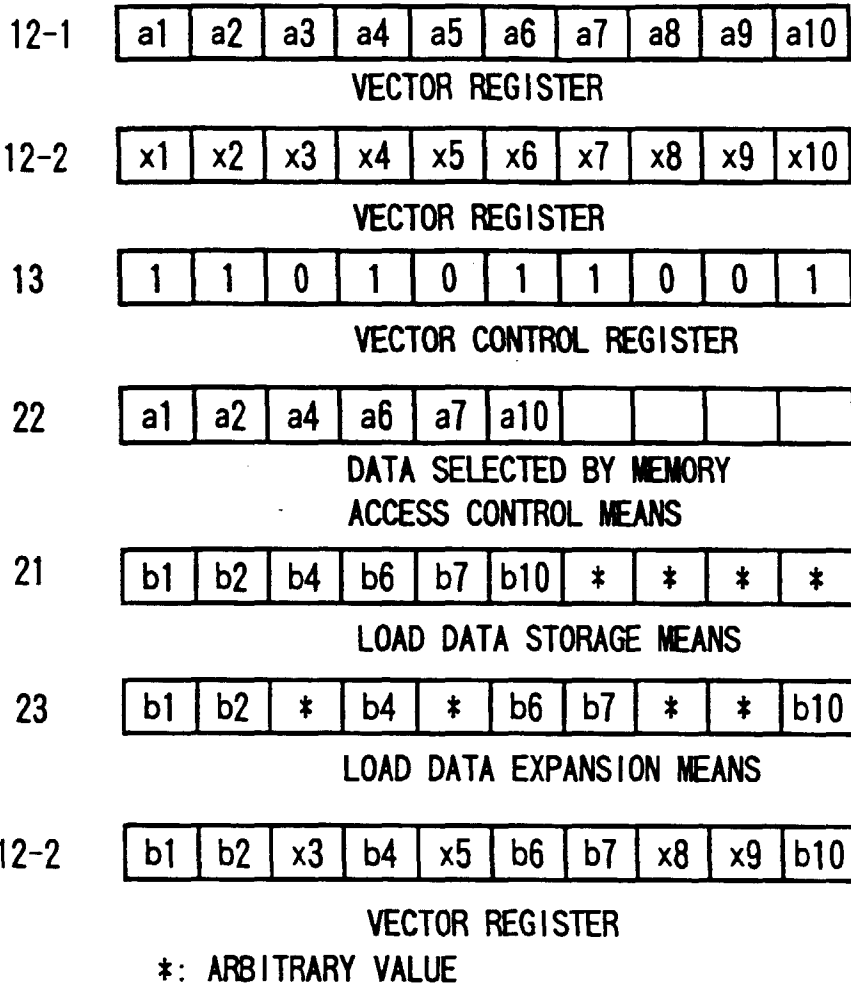 12-1 a1 a2 a3 a4 a5 a6 a7 a8 a9 a10
VECTOR REGISTER
12-2 x1 x2 x3 x4 x5 x6 x7 x8 x9 x10
VECTOR REGISTER
13 1 1 0 1 0 1 1 0 0 1
VECTOR CONTROL REGISTER
22 a1 a2 a4 a6 a7 a10
DATA SELECTED BY MEMORY
ACCESS CONTROL MEANS
21 b1 b2 b4 b6 b7 b10 * * * *
LOAD DATA STORAGE MEANS
23 b1 b2 * b4 * b6 b7 * * b10
LOAD DATA EXPANSION MEANS
12-2 b1 b2 x3 b4 x5 b6 b7 x8 x9 b10
VECTOR REGISTER
*: ARBITRARY VALUE